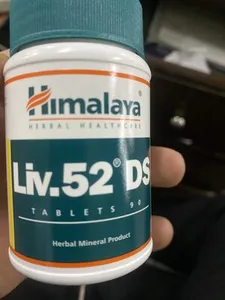 Himalaya
HERBAL HEALTHCARE
Liv.52® DS
TABLETS 90
Herbal Mineral Product